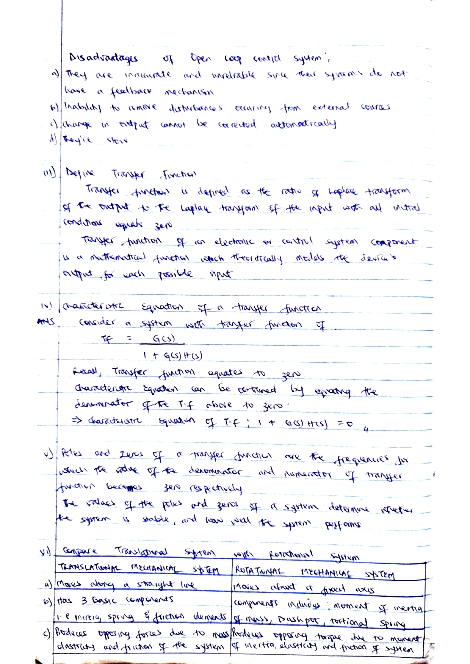 Disadvantages of Open loop control system;
a) They are inaccurate and unreliable since their systems do not
have a feedback mechanism
b) Inability to remove disturbances occuring from external sources
c) change in output cannot be corrected automatically
d) they're slow
iii) Define Transfer Function
Transfer function is defined as the ratio of Laplace transform
of the output to the Laplace transform of the input with all initial
conditions equals zero
Transfer function of an electronic or control system component
is a mathematical function which theoretically models the device's
output for each possible input
iv) Characteristic Equation of a transfer function
ANS Consider a system with transfer function of
TF = G(s)
1 + G(s)H(s)
Recall, Transfer function equates to zero
Characteristic Equation can be obtained by equating the
denominator of the T.f above to zero
⇒ characteristic equation of T.f ; 1 + G(s) H(s) = 0
v) Poles and Zeros of a transfer function are the frequencies for
which the value of the denominator and numerator of transfer
function becomes zero respectively
The values of the poles and zeros of a system determine whether
the system is stable, and how well the system performs
vi) Compare Translational System with Rotational System
TRANSLATIONAL MECHANICAL SYSTEM ROTATIONAL MECHANICAL SYSTEM
a) Moves along a straight line Moves about a fixed axis
b) Has 3 basic components components includes, moment of inertia
i.e mass, spring & friction elements of mass, dashpot, torsional spring
c) Produces opposing forces due to mass Produces opposing torque due to moment
elasticity and friction of the system of inertia, elasticity and friction of system